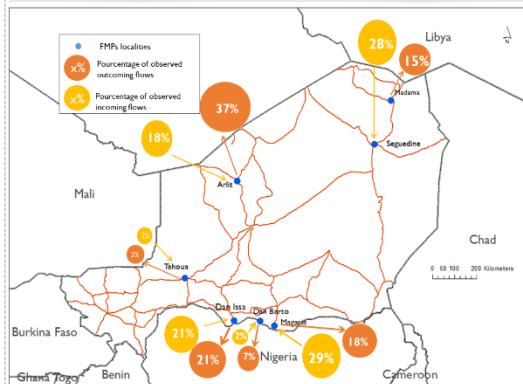 FMPs localities
x% Pourcentage of observed outcoming flows
x% Pourcentage of observed incoming flows
N
28%
Libya
15%
Madama
37%
18%
Seguedine
Arlit
Mali
2%
2%
Tahoua
Chad
0 50 100 200 Kilometers
Dan Issa
Dan Barto
Magaria
21%
2%
21%
7%
Nigeria
29%
18%
Burkina Faso
Ghana Togo
Benin
Cameroon